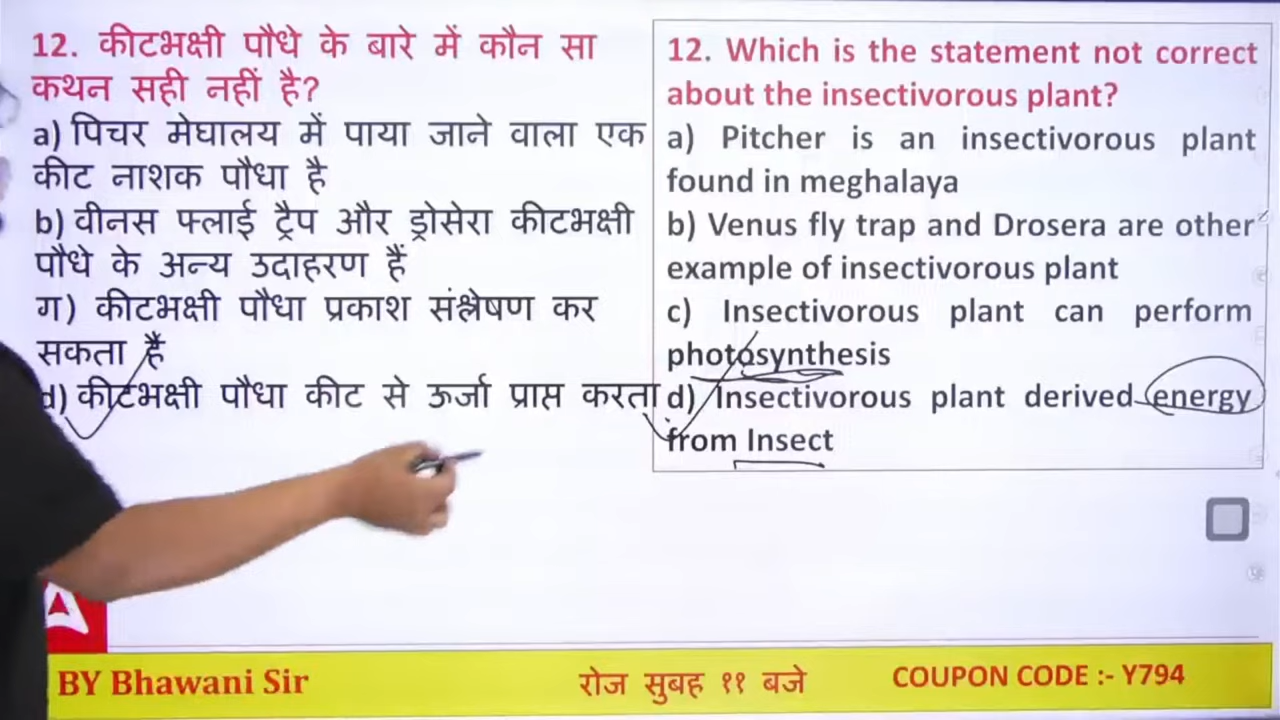 12. कीटभक्षी पौधे के बारे में कौन सा
कथन सही नहीं है?
a) पिचर मेघालय में पाया जाने वाला एक
कीट नाशक पौधा है
b) वीनस फ्लाई ट्रैप और ड्रोसेरा कीटभक्षी
पौधे के अन्य उदाहरण हैं
ग) कीटभक्षी पौधा प्रकाश संश्लेषण कर
सकता है
d) कीटभक्षी पौधा कीट से ऊर्जा प्राप्त करता
12. Which is the statement not correct
about the insectivorous plant?
a) Pitcher is an insectivorous plant
found in meghalaya
b) Venus fly trap and Drosera are other
example of insectivorous plant
c) Insectivorous plant can perform
photosynthesis
d) Insectivorous plant derived energy
from Insect
BY Bhawani Sir
रोज सुबह ११ बजे
COUPON CODE :- Y794